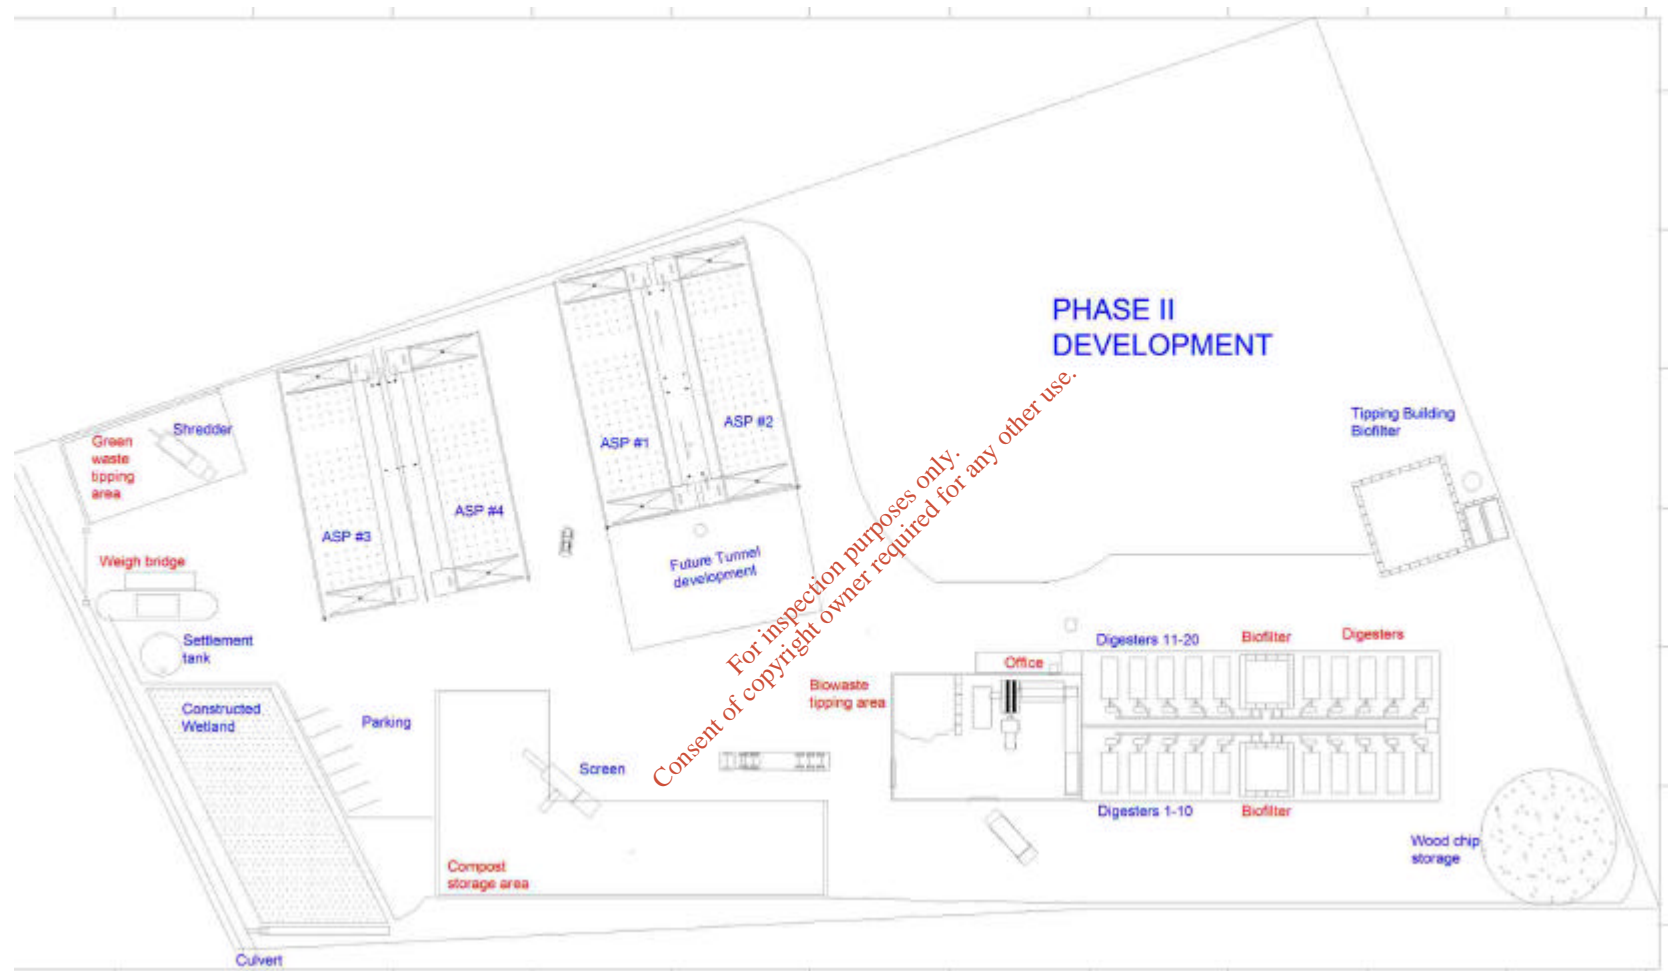 PHASE II
DEVELOPMENT
Tipping Building
Biofilter
ASP #2
ASP #1
Shredder
Green
waste
tipping
area
ASP #4
ASP #3
Future Tunnel
development
Weigh bridge
Settlement
tank
For inspection purposes only.
Consent of copyright owner required for any other use.
Digesters 11-20
Biofilter
Digesters
Office
Biowaste
tipping area
Constructed
Wetland
Parking
Screen
Digesters 1-10
Biofilter
Wood chip
storage
Compost
storage area
Culvert